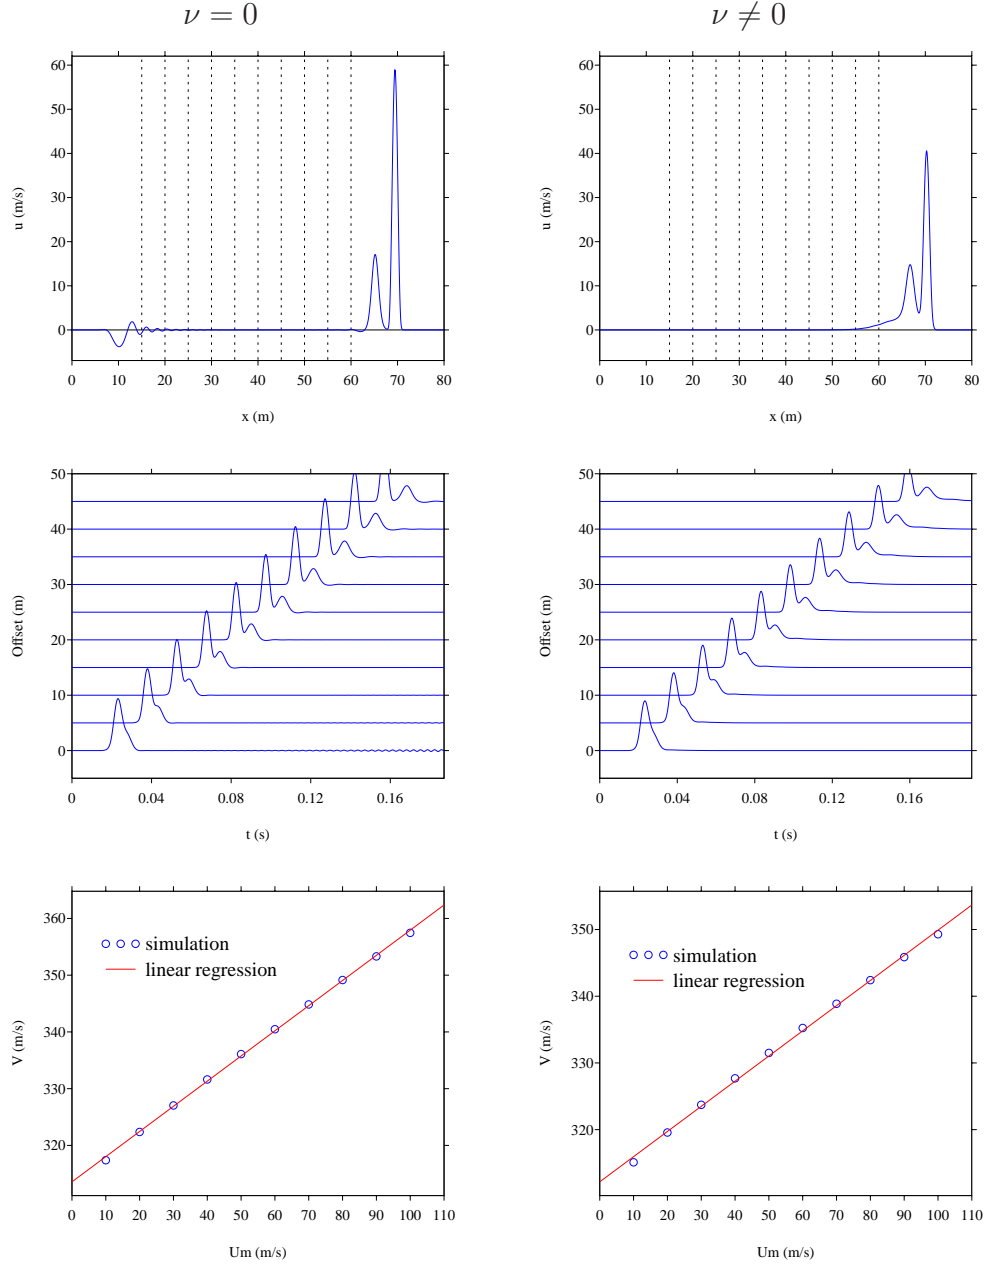 ν = 0
ν ≠ 0
60
50
40
30
20
10
0
u (m/s)
0 10 20 30 40 50 60 70 80
x (m)
60
50
40
30
20
10
0
u (m/s)
0 10 20 30 40 50 60 70 80
x (m)
50
40
30
20
10
0
Offset (m)
0 0.04 0.08 0.12 0.16
t (s)
50
40
30
20
10
0
Offset (m)
0 0.04 0.08 0.12 0.16
t (s)
360
350
340
330
320
V (m/s)
simulation
linear regression
0 10 20 30 40 50 60 70 80 90 100 110
Um (m/s)
350
340
330
320
V (m/s)
simulation
linear regression
0 10 20 30 40 50 60 70 80 90 100 110
Um (m/s)